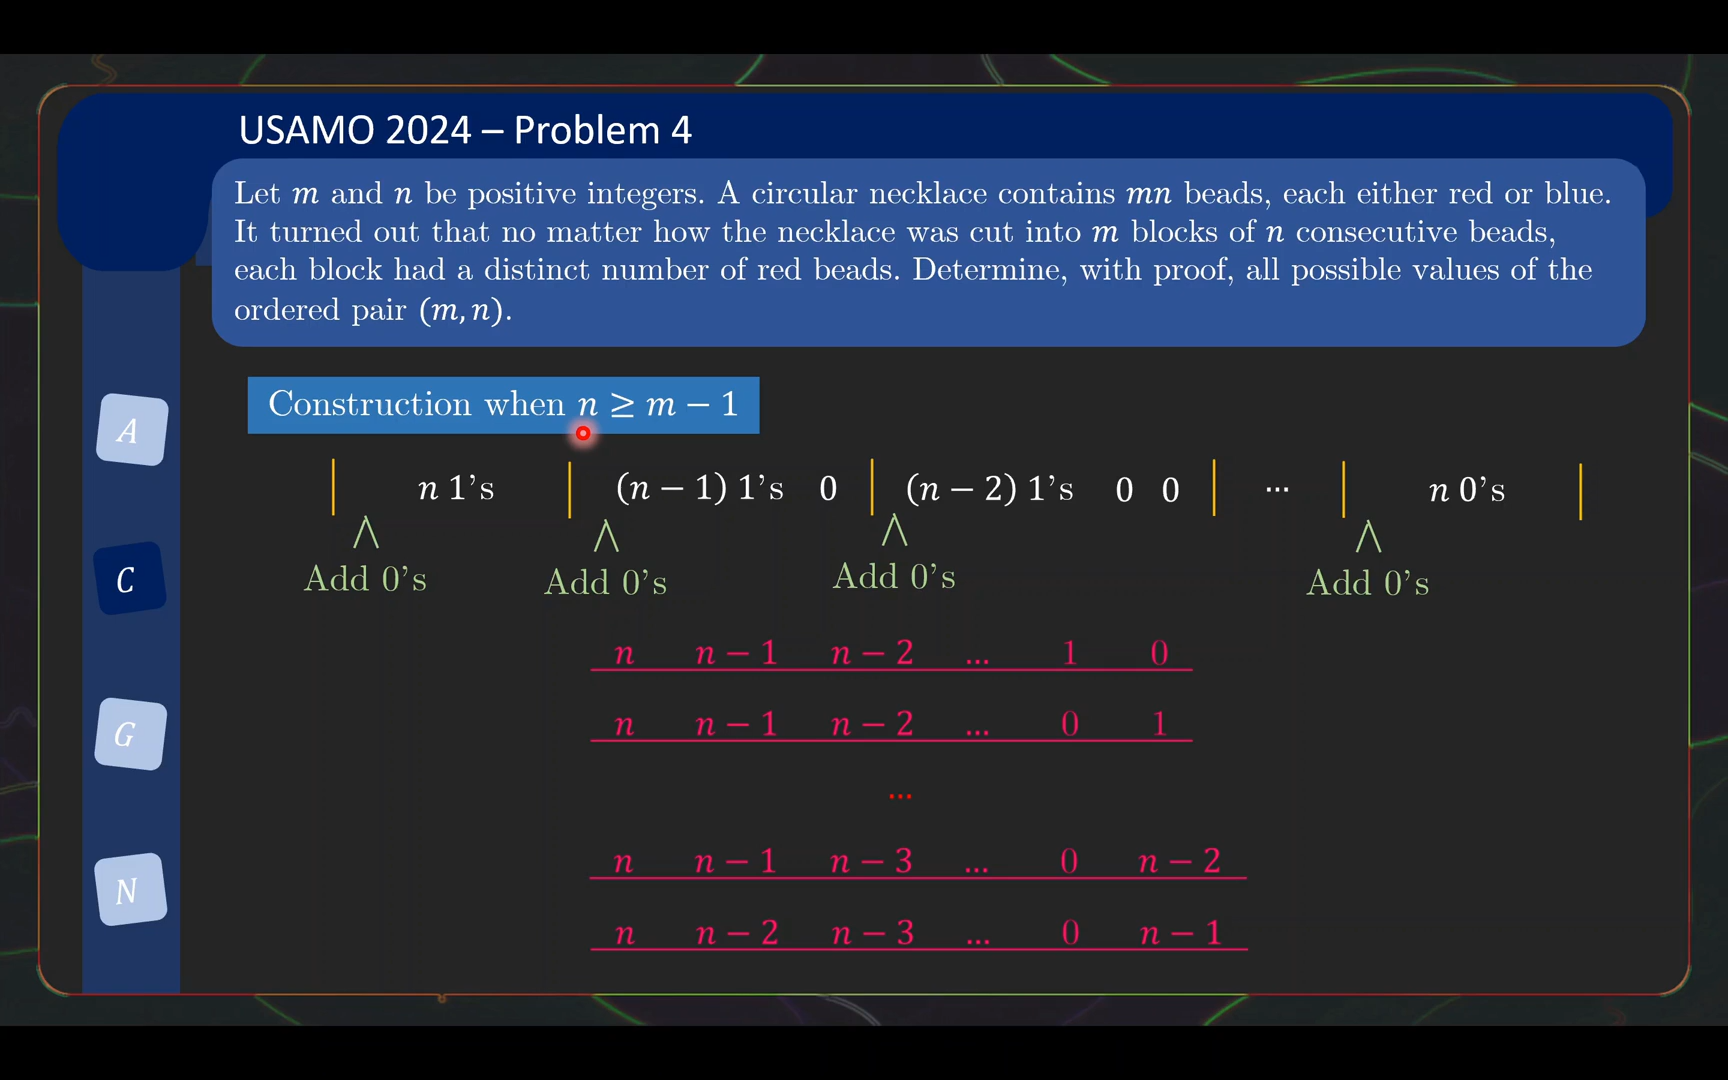 USAMO 2024 – Problem 4
Let m and n be positive integers. A circular necklace contains mn beads, each either red or blue.
It turned out that no matter how the necklace was cut into m blocks of n consecutive beads,
each block had a distinct number of red beads. Determine, with proof, all possible values of the
ordered pair (m, n).
Construction when n ≥ m − 1
n 1's (n − 1) 1's 0 (n − 2) 1's 0 0 ... n 0's
Add 0's Add 0's Add 0's Add 0's
n n − 1 n − 2 ... 1 0
n n − 1 n − 2 ... 0 1
...
n n − 1 n − 3 ... 0 n − 2
n n − 2 n − 3 ... 0 n − 1
A
C
G
N